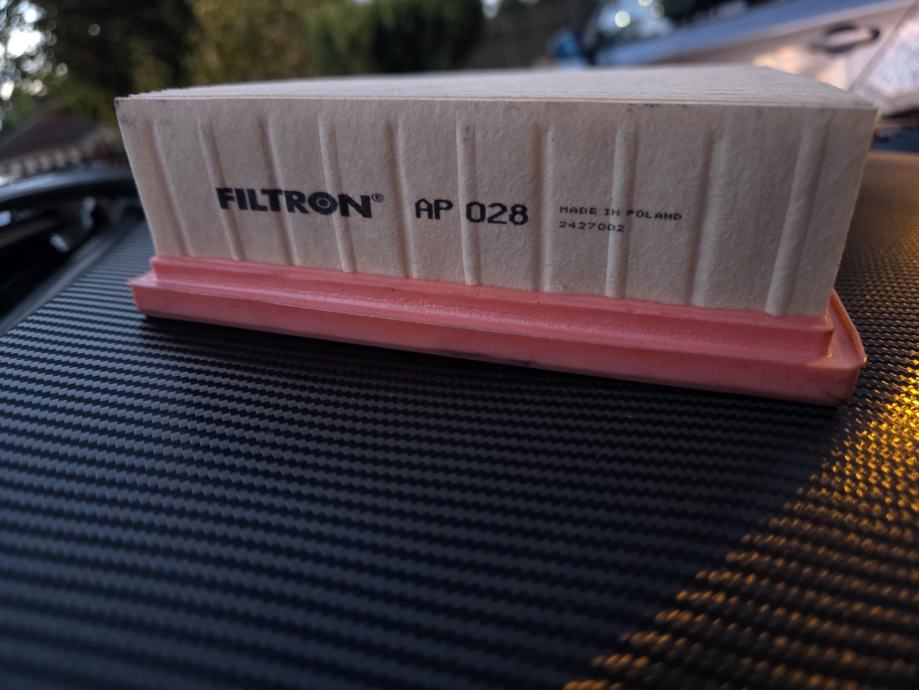 FILTRON® AP 028
MADE IN POLAND
2427002